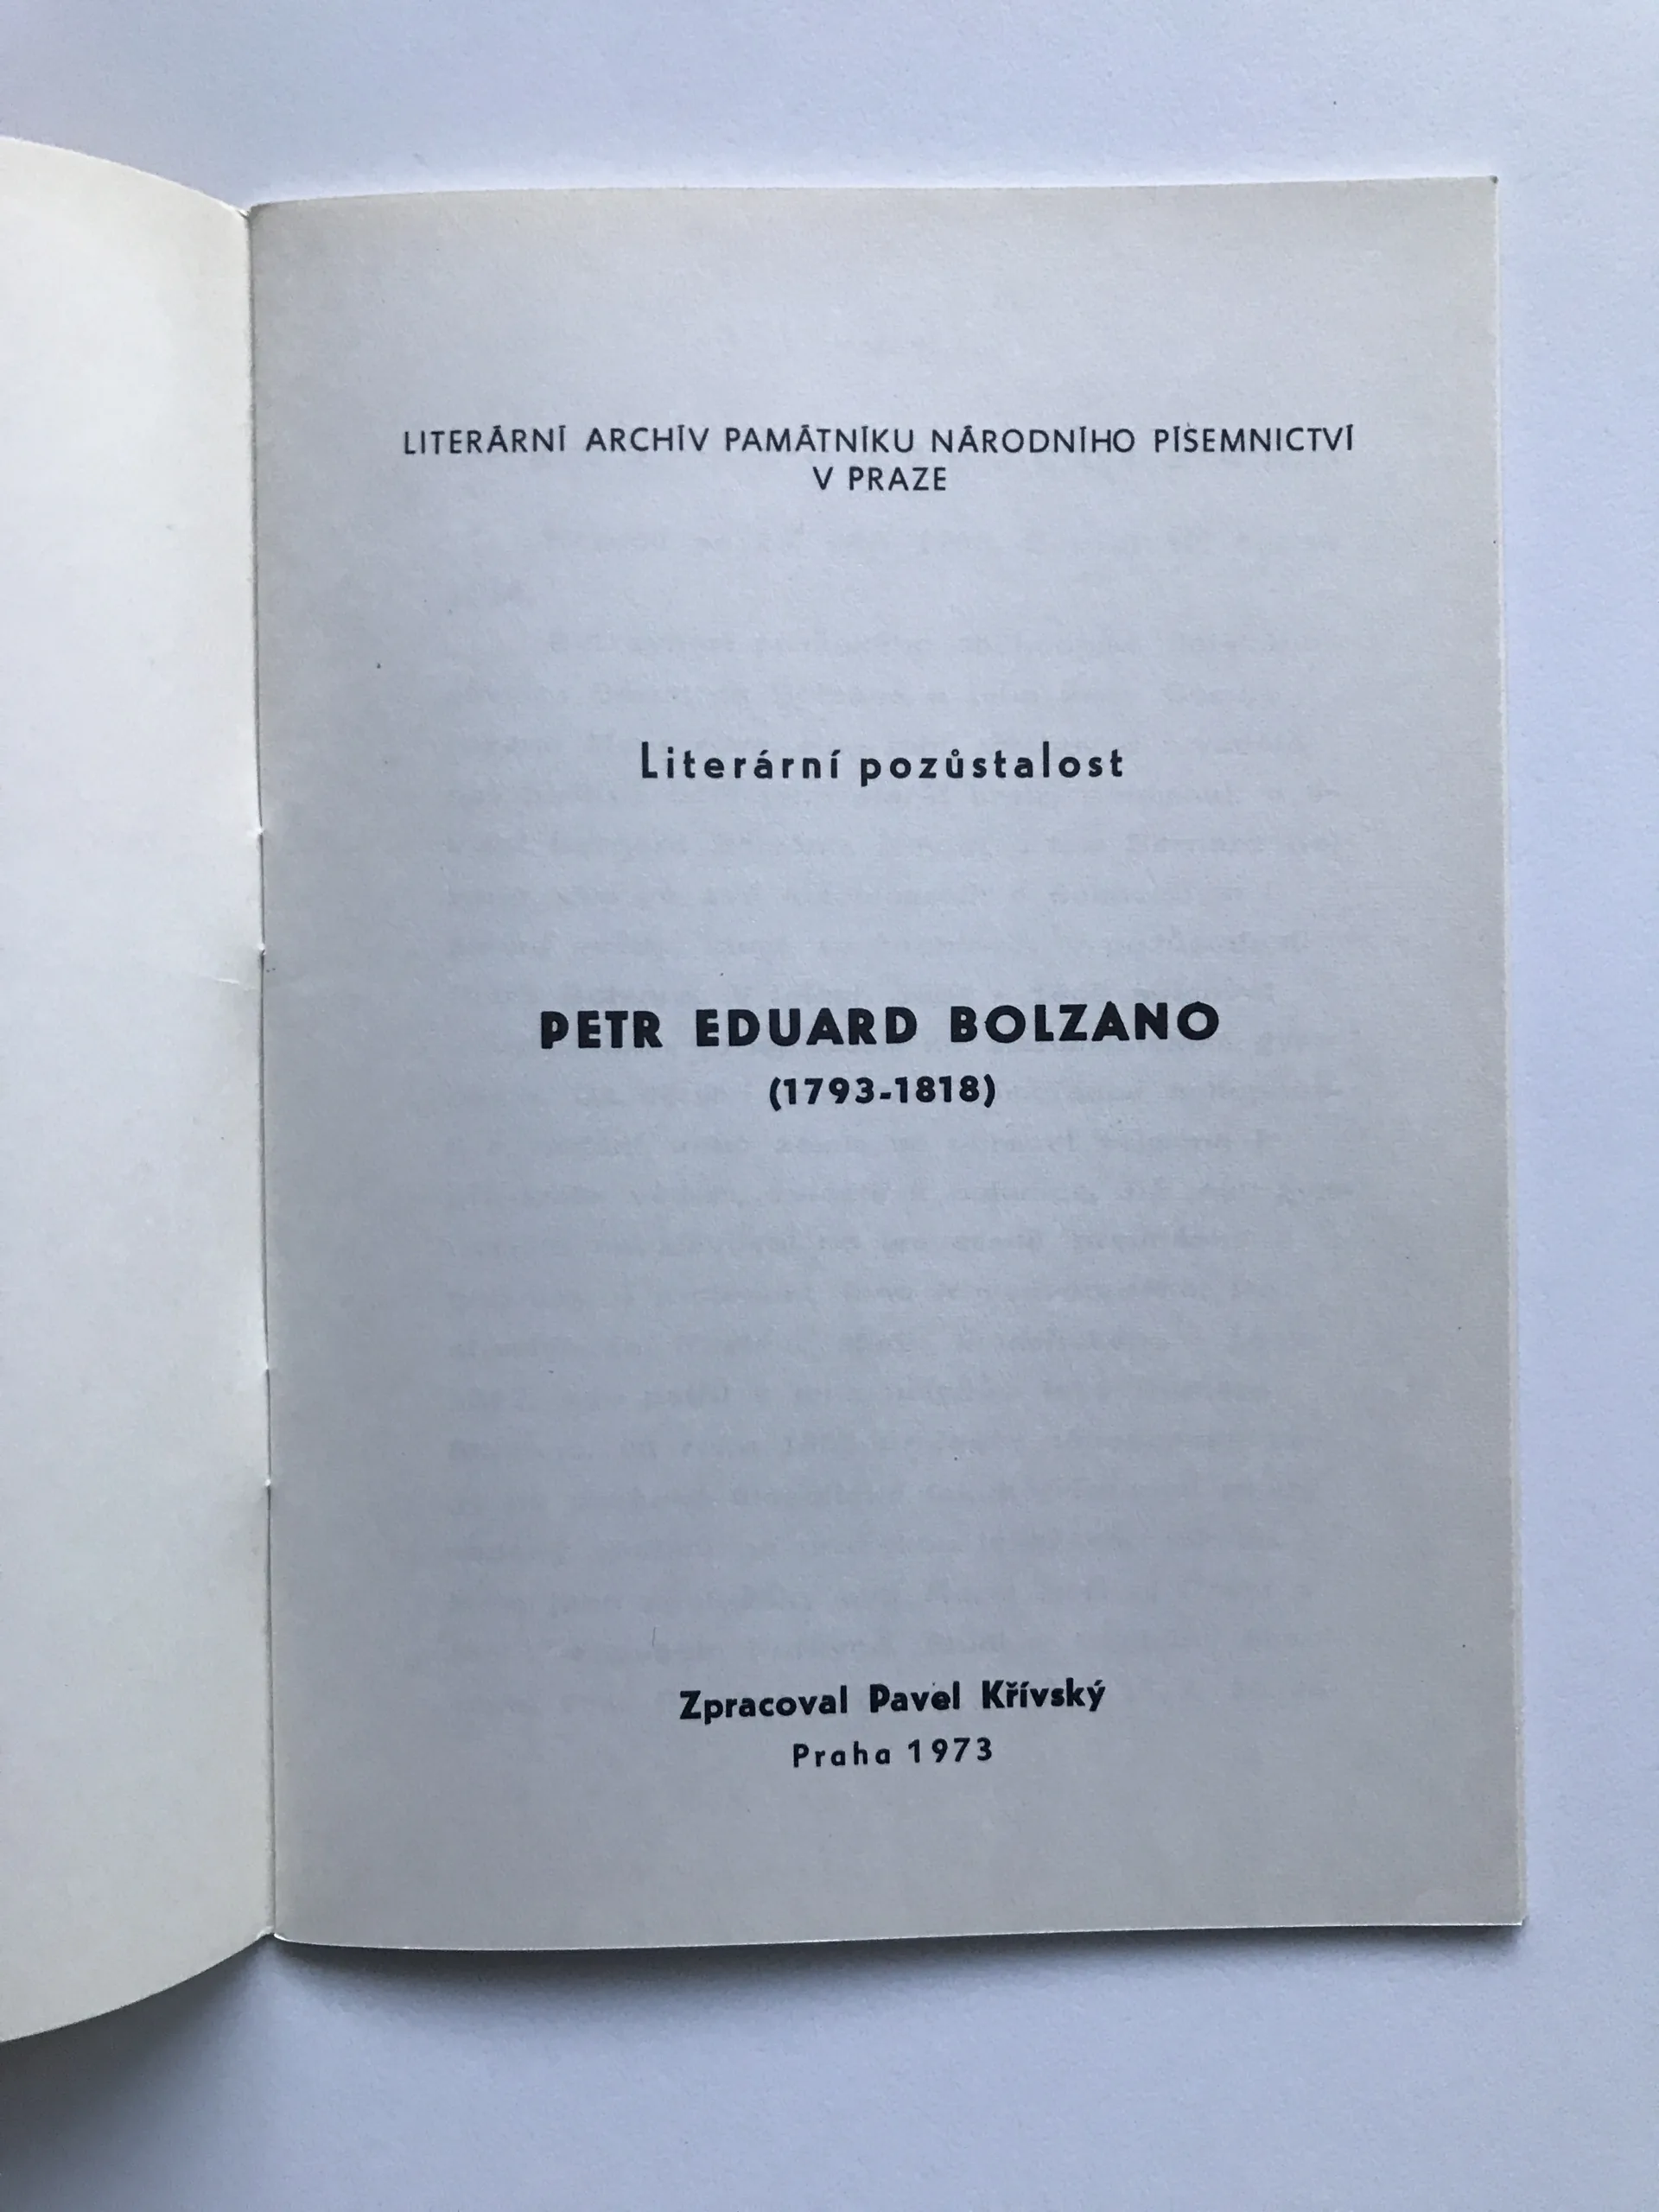 LITERÁRNÍ ARCHÍV PAMÁTNÍKU NÁRODNÍHO PÍSEMNICTVÍ
V PRAZE
Literární pozůstalost
PETR EDUARD BOLZANO
(1793-1818)
Zpracoval Pavel Křívský
Praha 1973